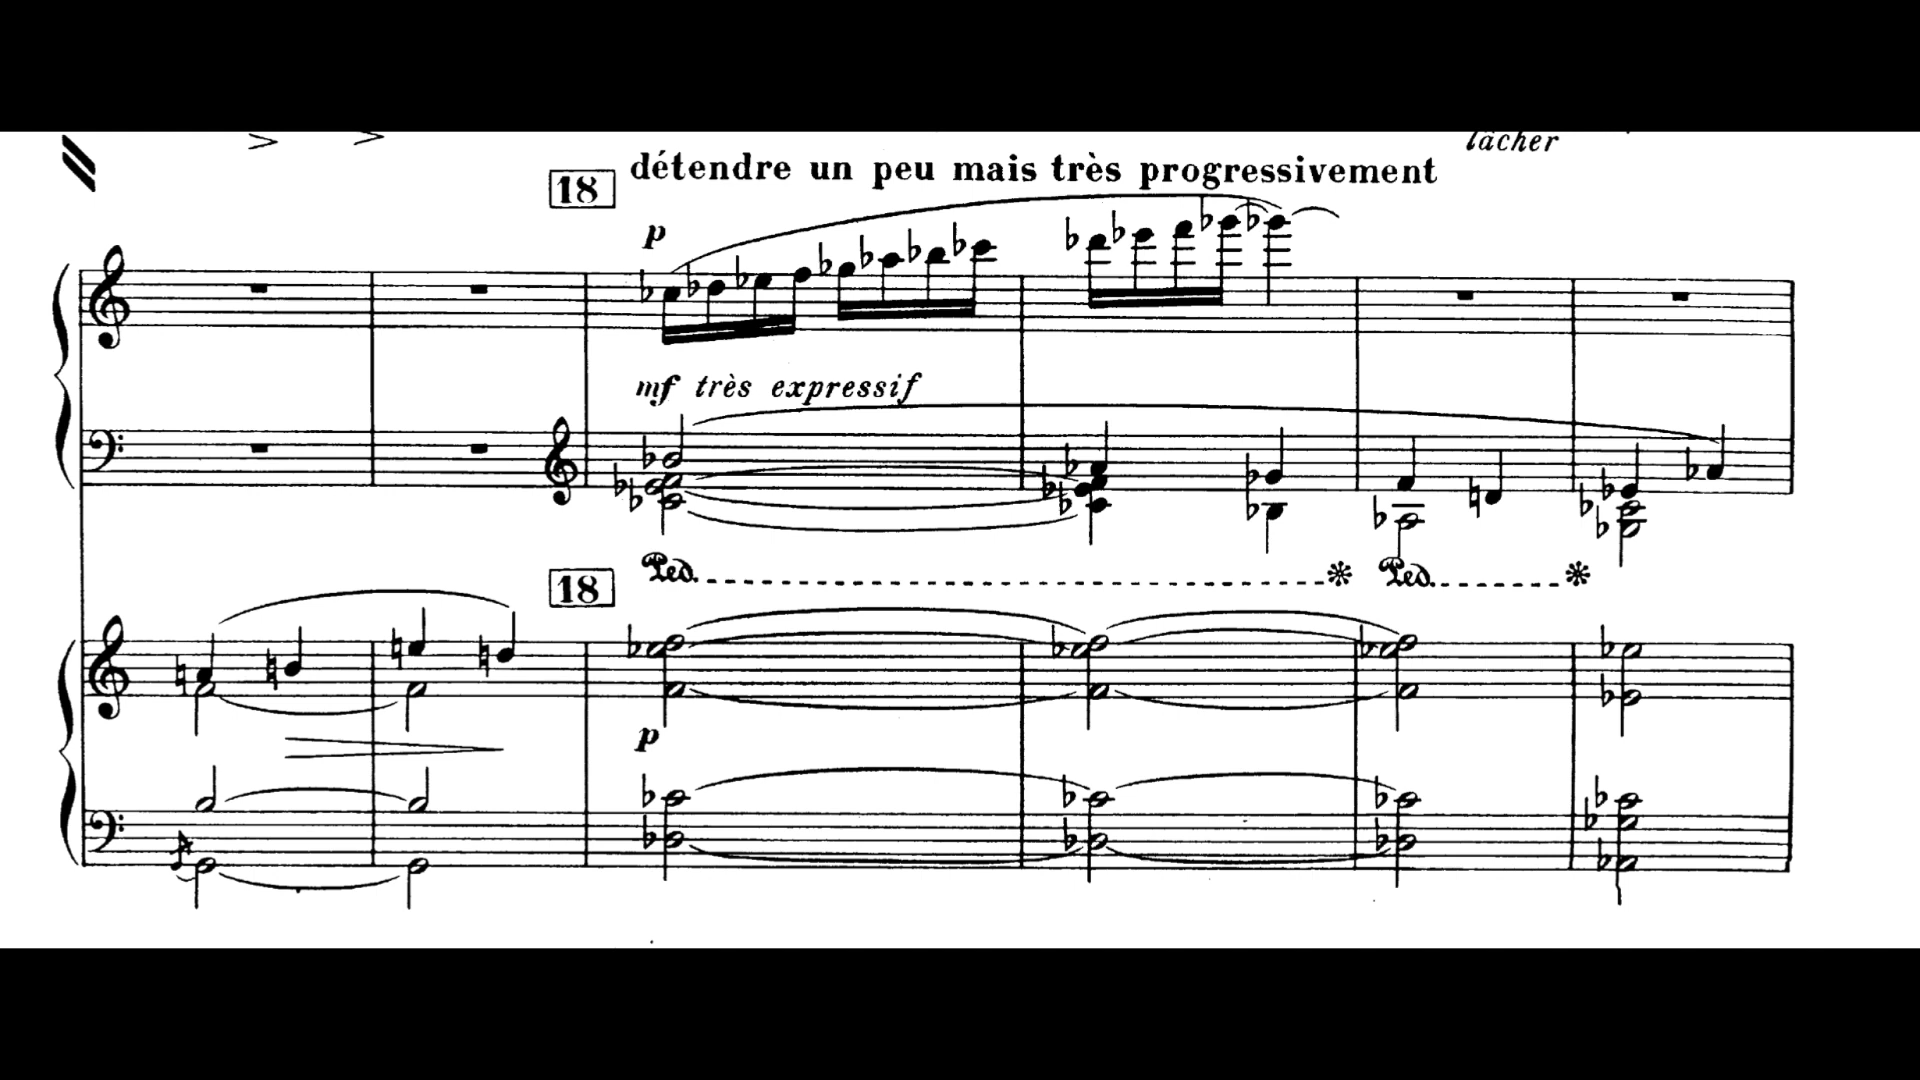 lâcher
détendre un peu mais très progressivement
18
p
mf très expressif
Ped. Ped.
18
p